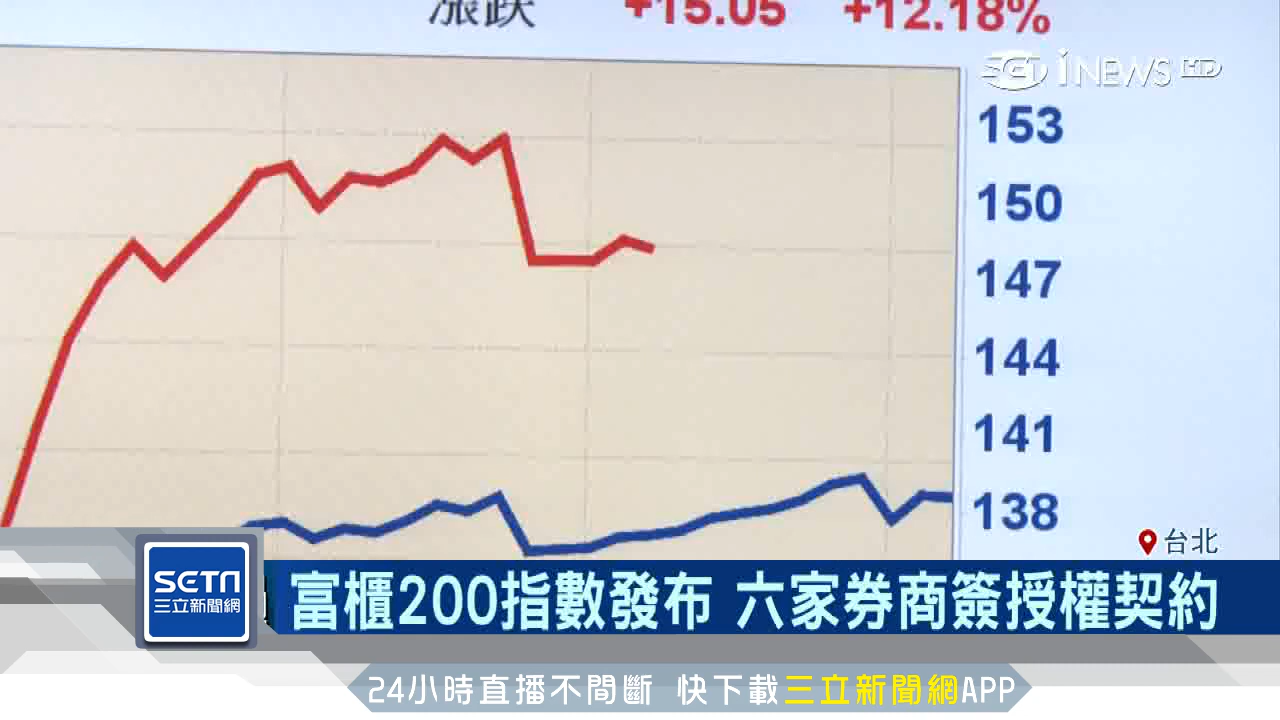 漲跌 +15.05 +12.18%
SET iNEWS HD
153
150
147
144
141
138
台北
SETN
三立新聞網
富櫃200指數發布 六家券商簽授權契約
24小時直播不間斷 快下載三立新聞網APP